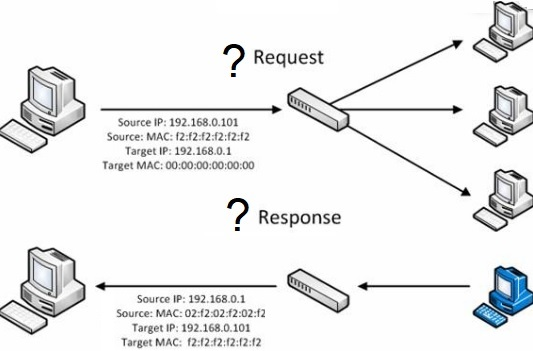 ? Request
Source IP: 192.168.0.101
Source: MAC: f2:f2:f2:f2:f2:f2
Target IP: 192.168.0.1
Target MAC: 00:00:00:00:00:00
? Response
Source IP: 192.168.0.1
Source: MAC: 02:f2:02:f2:02:f2
Target IP: 192.168.0.101
Target MAC: f2:f2:f2:f2:f2:f2